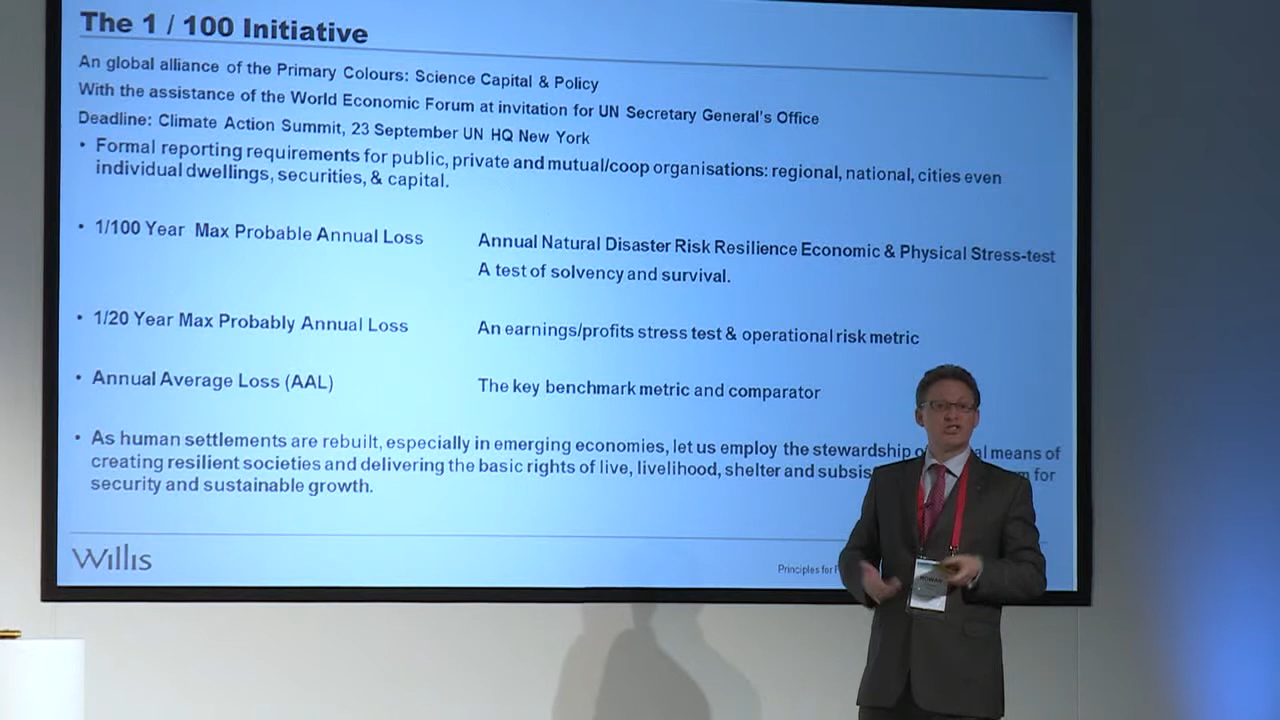 The 1 / 100 Initiative
An global alliance of the Primary Colours: Science Capital & Policy
With the assistance of the World Economic Forum at invitation for UN Secretary General's Office
Deadline: Climate Action Summit, 23 September UN HQ New York
• Formal reporting requirements for public, private and mutual/coop organisations: regional, national, cities even
individual dwellings, securities, & capital.
• 1/100 Year Max Probable Annual Loss
Annual Natural Disaster Risk Resilience Economic & Physical Stress-test
A test of solvency and survival.
• 1/20 Year Max Probably Annual Loss
An earnings/profits stress test & operational risk metric
• Annual Average Loss (AAL)
The key benchmark metric and comparator
• As human settlements are rebuilt, especially in emerging economies, let us employ the stewardship means of
creating resilient societies and delivering the basic rights of live, livelihood, shelter and for
security and sustainable growth.
Willis
Principles for
ROWAN